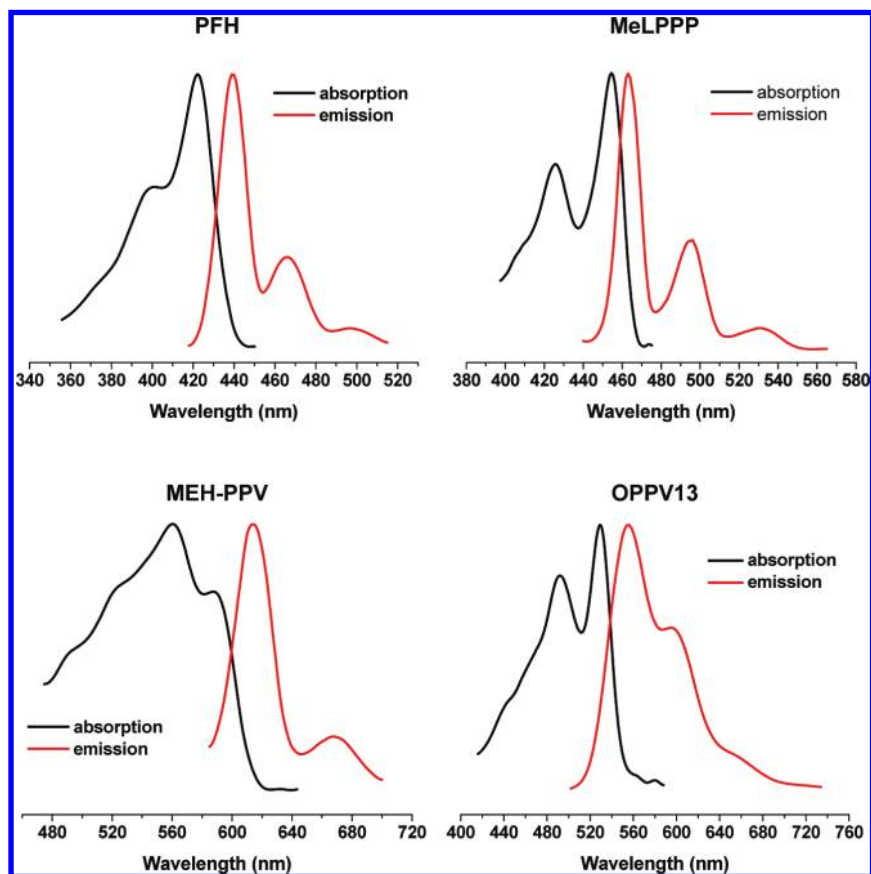 PFH
absorption
emission
340 360 380 400 420 440 460 480 500 520
Wavelength (nm)
MeLPPP
absorption
emission
380 400 420 440 460 480 500 520 540 560 580
Wavelength (nm)
MEH-PPV
absorption
emission
480 520 560 600 640 680 720
Wavelength (nm)
OPPV13
absorption
emission
400 440 480 520 560 600 640 680 720 760
Wavelength (nm)